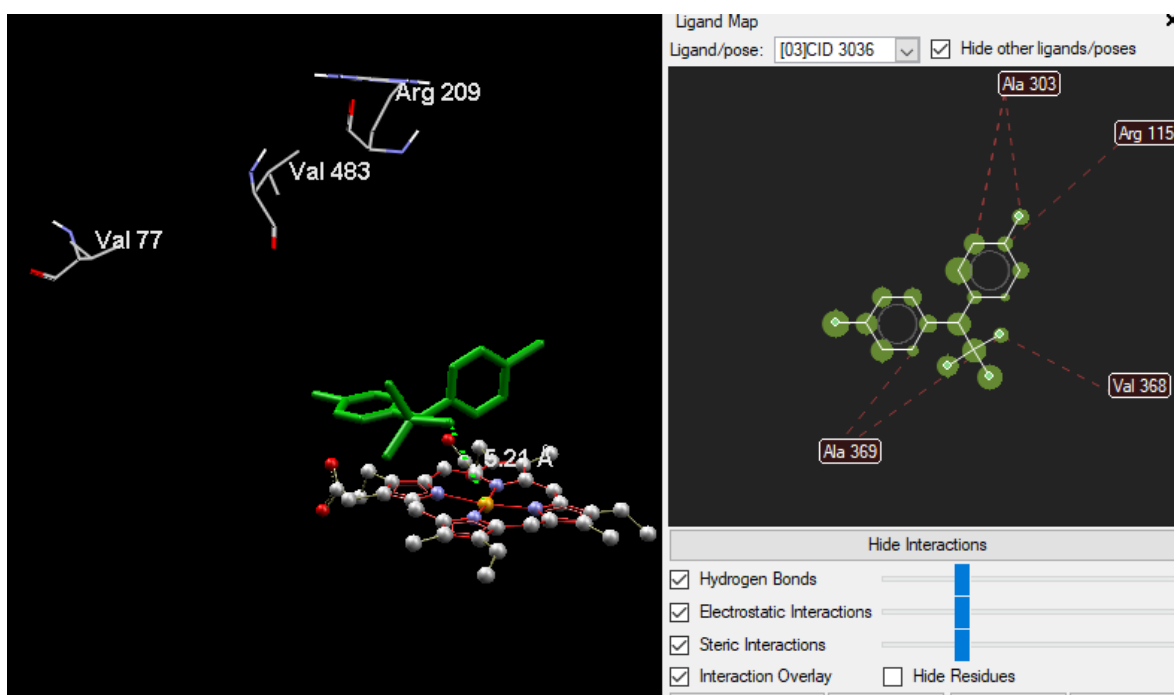 Arg 209
Val 483
Val 77
5.21 Å
Ligand Map
Ligand/pose: [03]CID 3036 Hide other ligands/poses
Ala 303
Arg 115
Val 368
Ala 369
Hide Interactions
Hydrogen Bonds
Electrostatic Interactions
Steric Interactions
Interaction Overlay Hide Residues